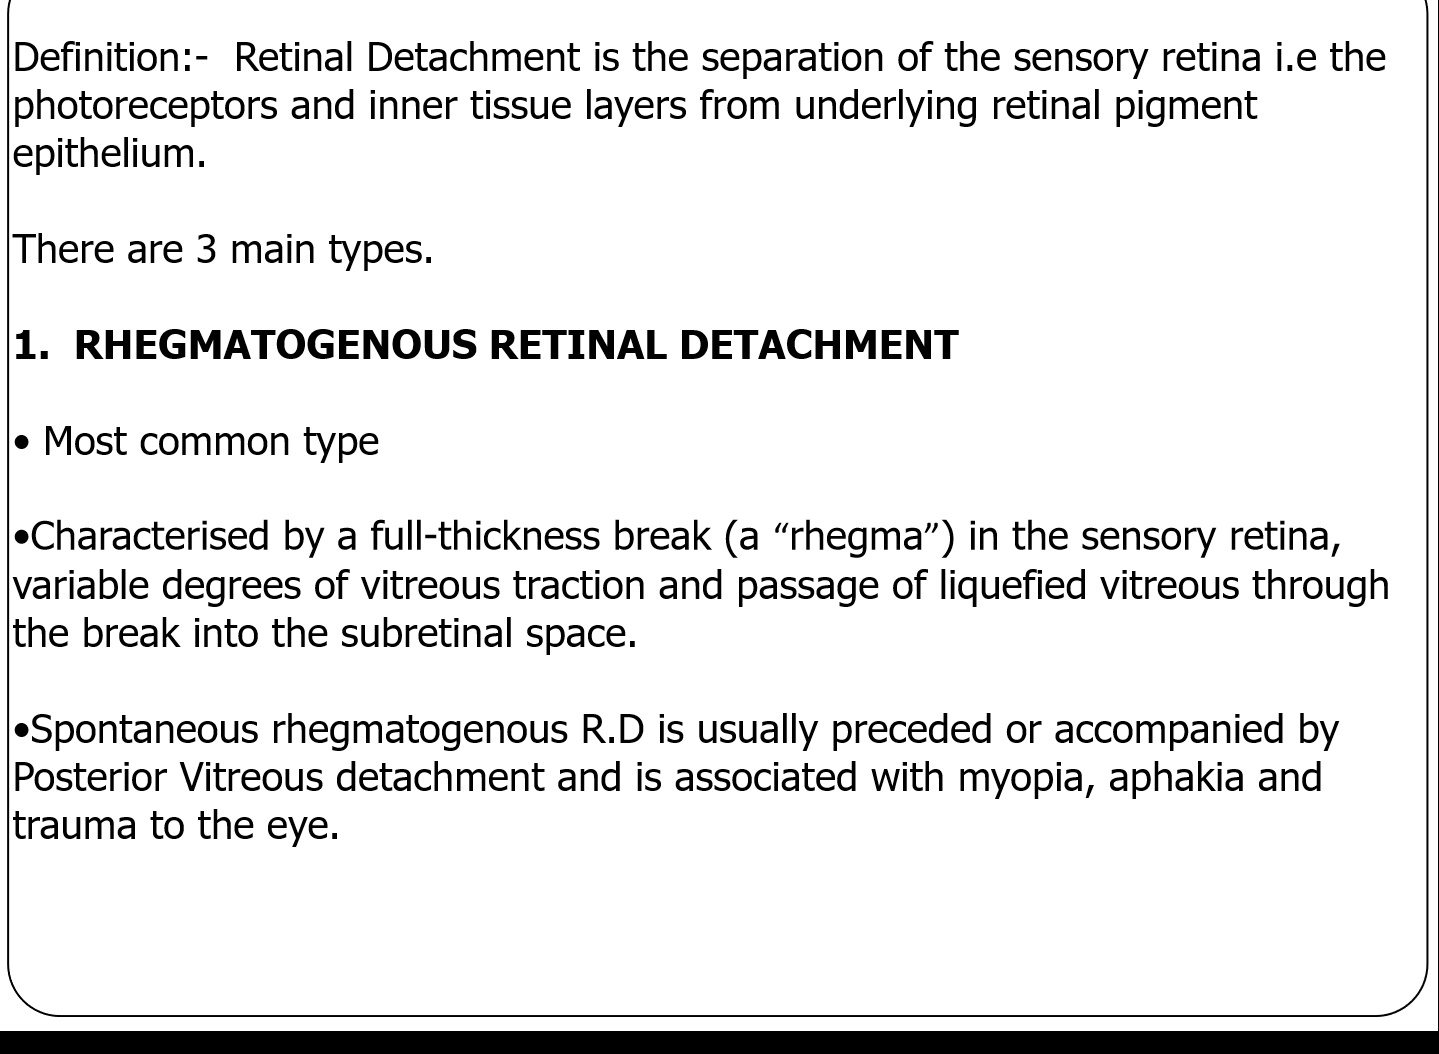 Definition:-  Retinal Detachment is the separation of the sensory retina i.e the
photoreceptors and inner tissue layers from underlying retinal pigment
epithelium.
There are 3 main types.
1.  RHEGMATOGENOUS RETINAL DETACHMENT
• Most common type
•Characterised by a full-thickness break (a “rhegma”) in the sensory retina,
variable degrees of vitreous traction and passage of liquefied vitreous through
the break into the subretinal space.
•Spontaneous rhegmatogenous R.D is usually preceded or accompanied by
Posterior Vitreous detachment and is associated with myopia, aphakia and
trauma to the eye.